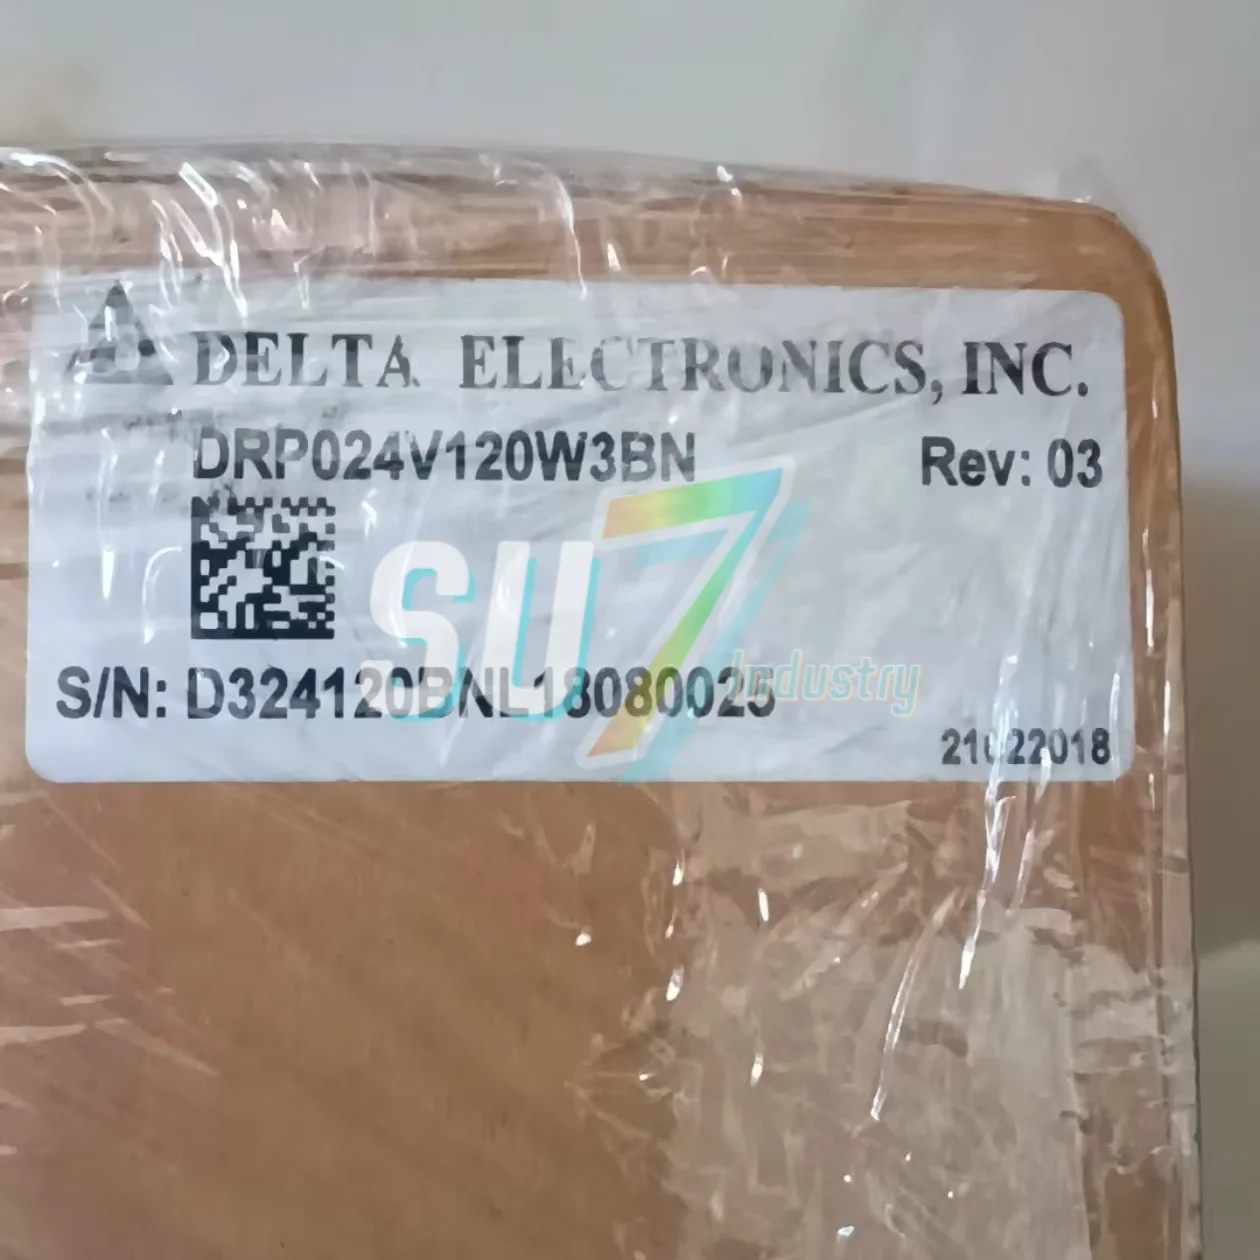 DELTA ELECTRONICS, INC.
DRP024V120W3BN Rev: 03
SU7
Industry
S/N: D324120BNL18080025
21022018